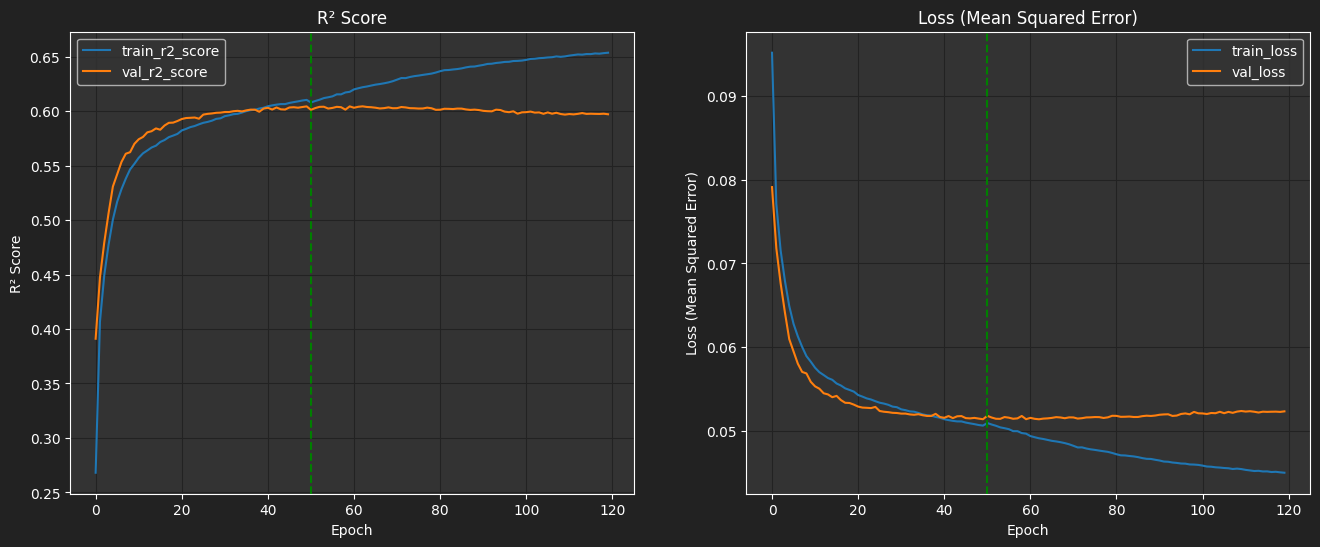 R² Score
train_r2_score
val_r2_score
0.65
0.60
0.55
0.50
0.45
0.40
0.35
0.30
0.25
R² Score
0 20 40 60 80 100 120
Epoch
Loss (Mean Squared Error)
train_loss
val_loss
0.09
0.08
0.07
0.06
0.05
Loss (Mean Squared Error)
0 20 40 60 80 100 120
Epoch